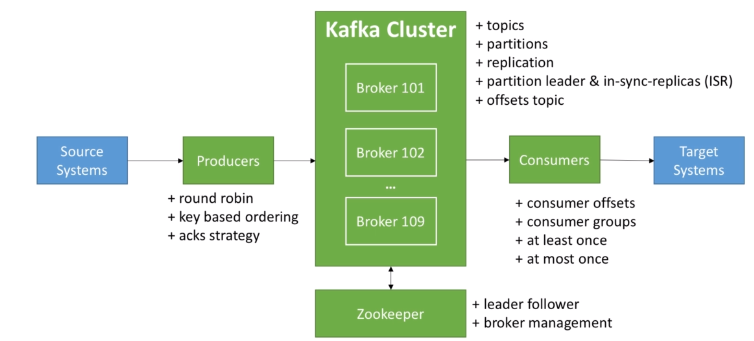 Kafka Cluster
+ topics
+ partitions
+ replication
+ partition leader & in-sync-replicas (ISR)
+ offsets topic
Broker 101
Broker 102
...
Broker 109
Source
Systems
Producers
+ round robin
+ key based ordering
+ acks strategy
Consumers
+ consumer offsets
+ consumer groups
+ at least once
+ at most once
Target
Systems
Zookeeper
+ leader follower
+ broker management